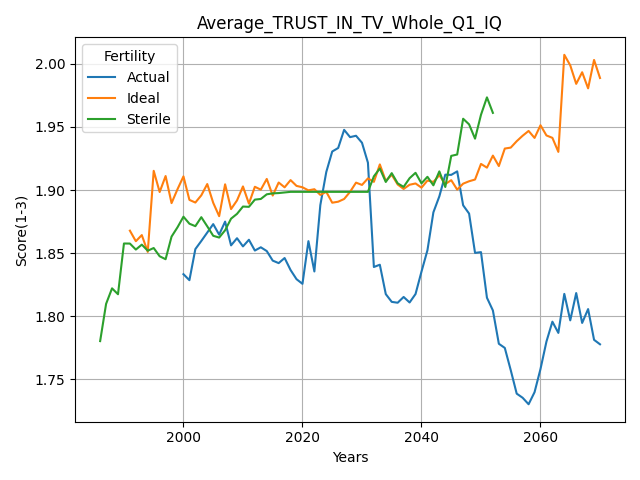 Average_TRUST_IN_TV_Whole_Q1_IQ
Fertility
Actual
Ideal
Sterile
Score(1-3)
2.00
1.95
1.90
1.85
1.80
1.75
2000
2020
2040
2060
Years